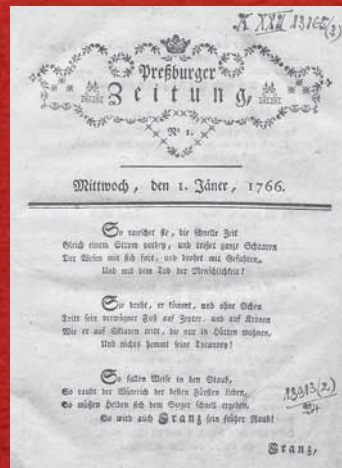 Preßburger
Zeitung,
No 1.
Mittwoch, den 1. Jäner, 1766.
So rauschet sie, die schnelle Zeit
Gleich einem Strom vorbey, und reißet ganze Schaaren
Der Wesen mit sich fort, und drohet mit Gefahren,
Und mit dem Tod der Menschlichkeit!
Sie droht, er kömmt, und ohne Scheu
Tritt sein verwägner Fuß auf Zepter, und auf Kronen
Wie er auf Sklaven tritt, die nur in Hütten wohnen,
Und nichts hemmt seine Tyranney!
So fallen Weise in den Staub,
So raubt der Wüterich der besten Fürsten Leben,
So müßen Helden sich dem Sieger schnell ergeben,
So wird auch Franz sein früher Raub!
Franz,